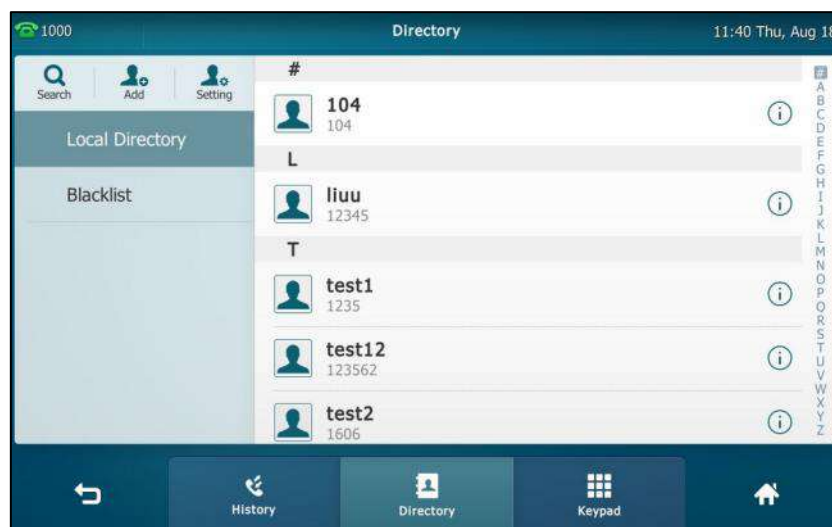 1000 Directory 11:40 Thu, Aug 18
Search Add Setting
Local Directory
Blacklist
#
104
104
L
liuu
12345
T
test1
1235
test12
123562
test2
1606
#
A
B
C
D
E
F
G
H
I
J
K
L
M
N
O
P
Q
R
S
T
U
V
W
X
Y
Z
History Directory Keypad